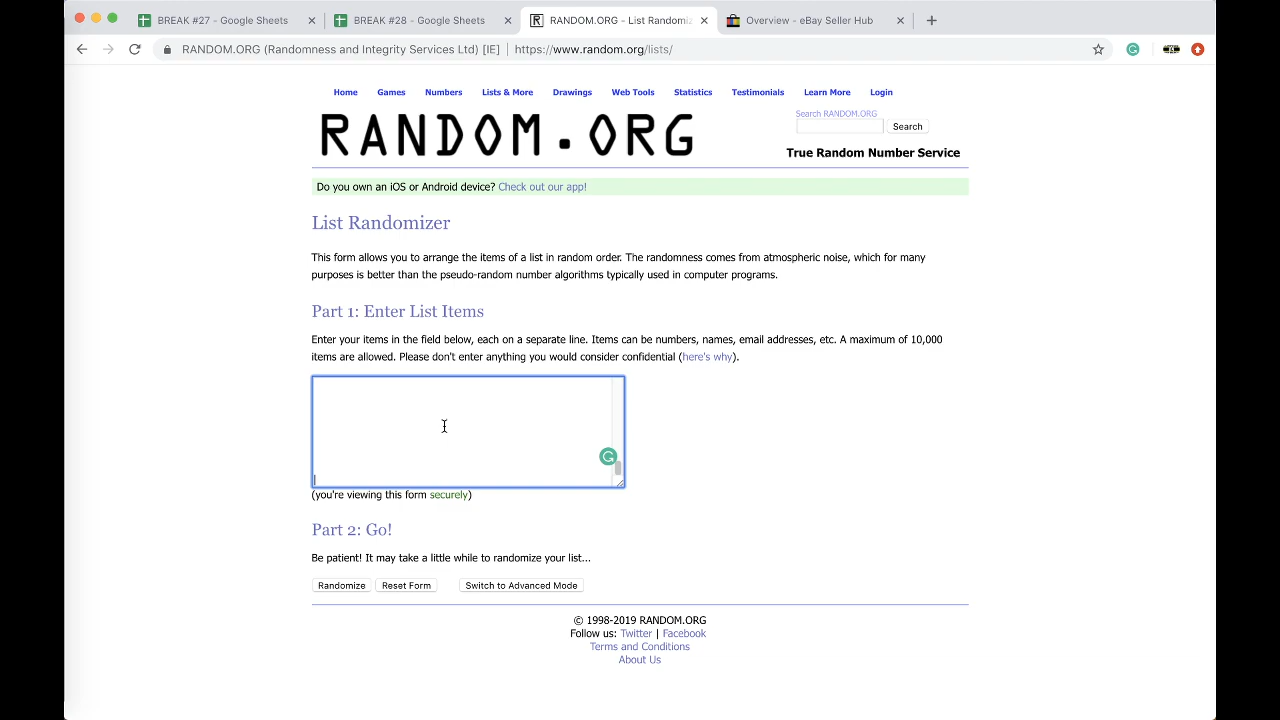 BREAK #27 - Google Sheets
BREAK #28 - Google Sheets
RANDOM.ORG - List Randomiz
Overview - eBay Seller Hub
RANDOM.ORG (Randomness and Integrity Services Ltd) [IE] https://www.random.org/lists/
Home Games Numbers Lists & More Drawings Web Tools Statistics Testimonials Learn More Login
RANDOM.ORG
Search RANDOM.ORG
Search
True Random Number Service
Do you own an iOS or Android device? Check out our app!
List Randomizer
This form allows you to arrange the items of a list in random order. The randomness comes from atmospheric noise, which for many
purposes is better than the pseudo-random number algorithms typically used in computer programs.
Part 1: Enter List Items
Enter your items in the field below, each on a separate line. Items can be numbers, names, email addresses, etc. A maximum of 10,000
items are allowed. Please don't enter anything you would consider confidential (here's why).
(you're viewing this form securely)
Part 2: Go!
Be patient! It may take a little while to randomize your list...
Randomize Reset Form Switch to Advanced Mode
© 1998-2019 RANDOM.ORG
Follow us: Twitter | Facebook
Terms and Conditions
About Us